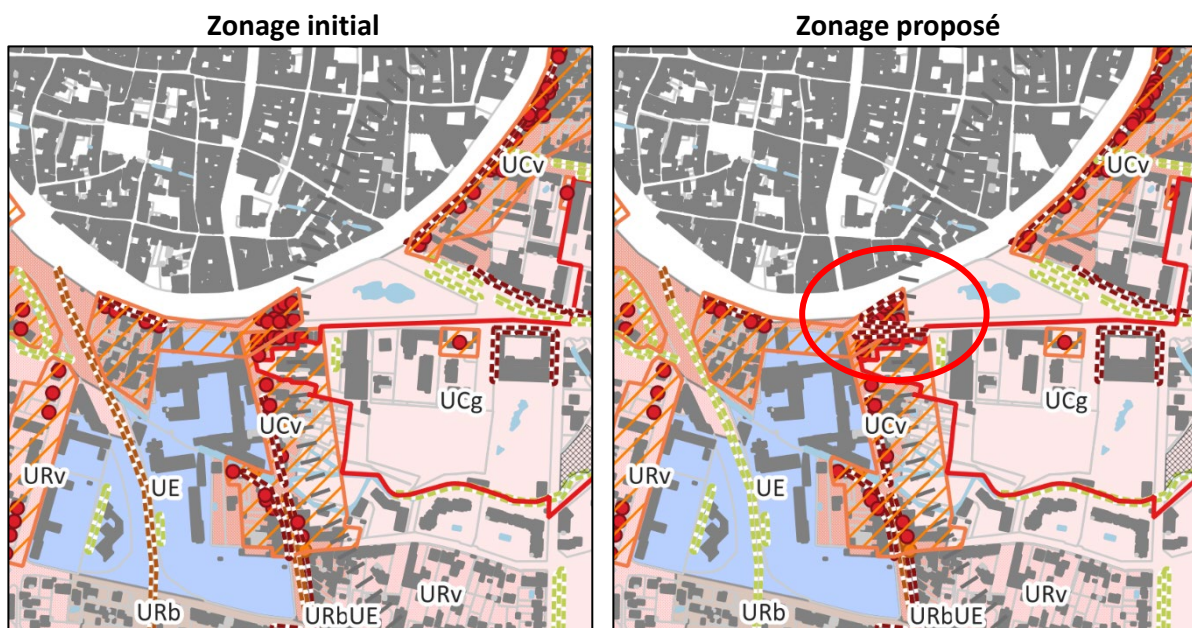 Zonage initial
Zonage proposé
UCv
UCg
UCv
URv
UE
URv
URb
URbUE
UCv
UCg
UCv
URv
UE
URv
URb
URbUE